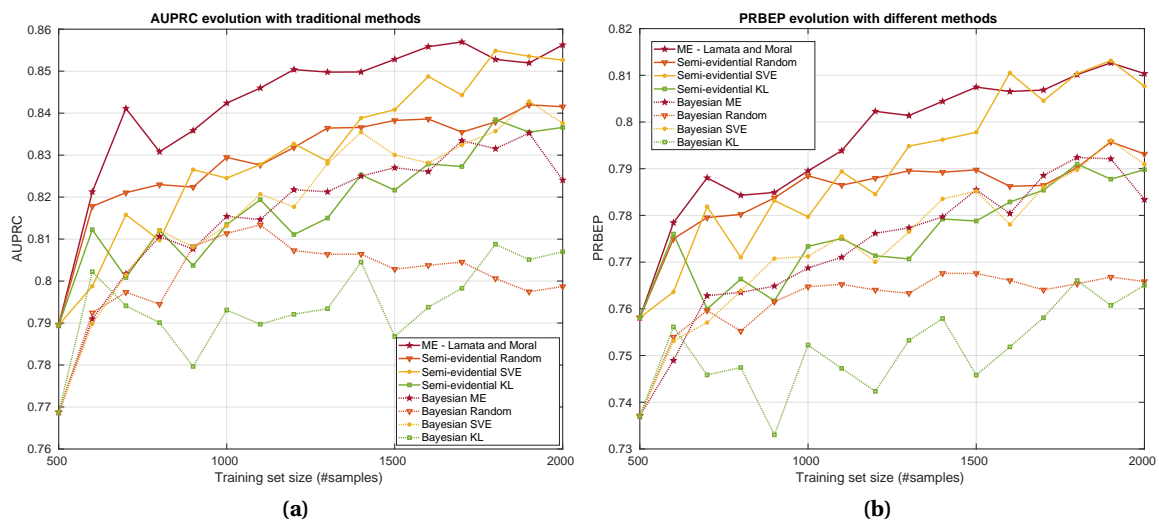 AUPRC evolution with traditional methods
0.86
0.85
0.84
0.83
0.82
0.81
0.8
0.79
0.78
0.77
0.76
AUPRC
ME - Lamata and Moral
Semi-evidential Random
Semi-evidential SVE
Semi-evidential KL
Bayesian ME
Bayesian Random
Bayesian SVE
Bayesian KL
500 1000 1500 2000
Training set size (#samples)
(a)
PRBEP evolution with different methods
0.82
0.81
0.8
0.79
0.78
0.77
0.76
0.75
0.74
0.73
PRBEP
ME - Lamata and Moral
Semi-evidential Random
Semi-evidential SVE
Semi-evidential KL
Bayesian ME
Bayesian Random
Bayesian SVE
Bayesian KL
500 1000 1500 2000
Training set size (#samples)
(b)